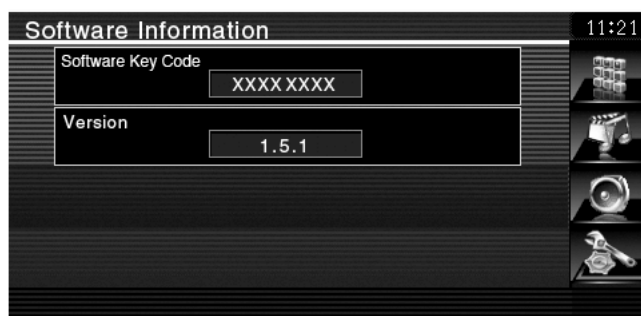 Software Information
11:21
Software Key Code
XXXX XXXX
Version
1.5.1